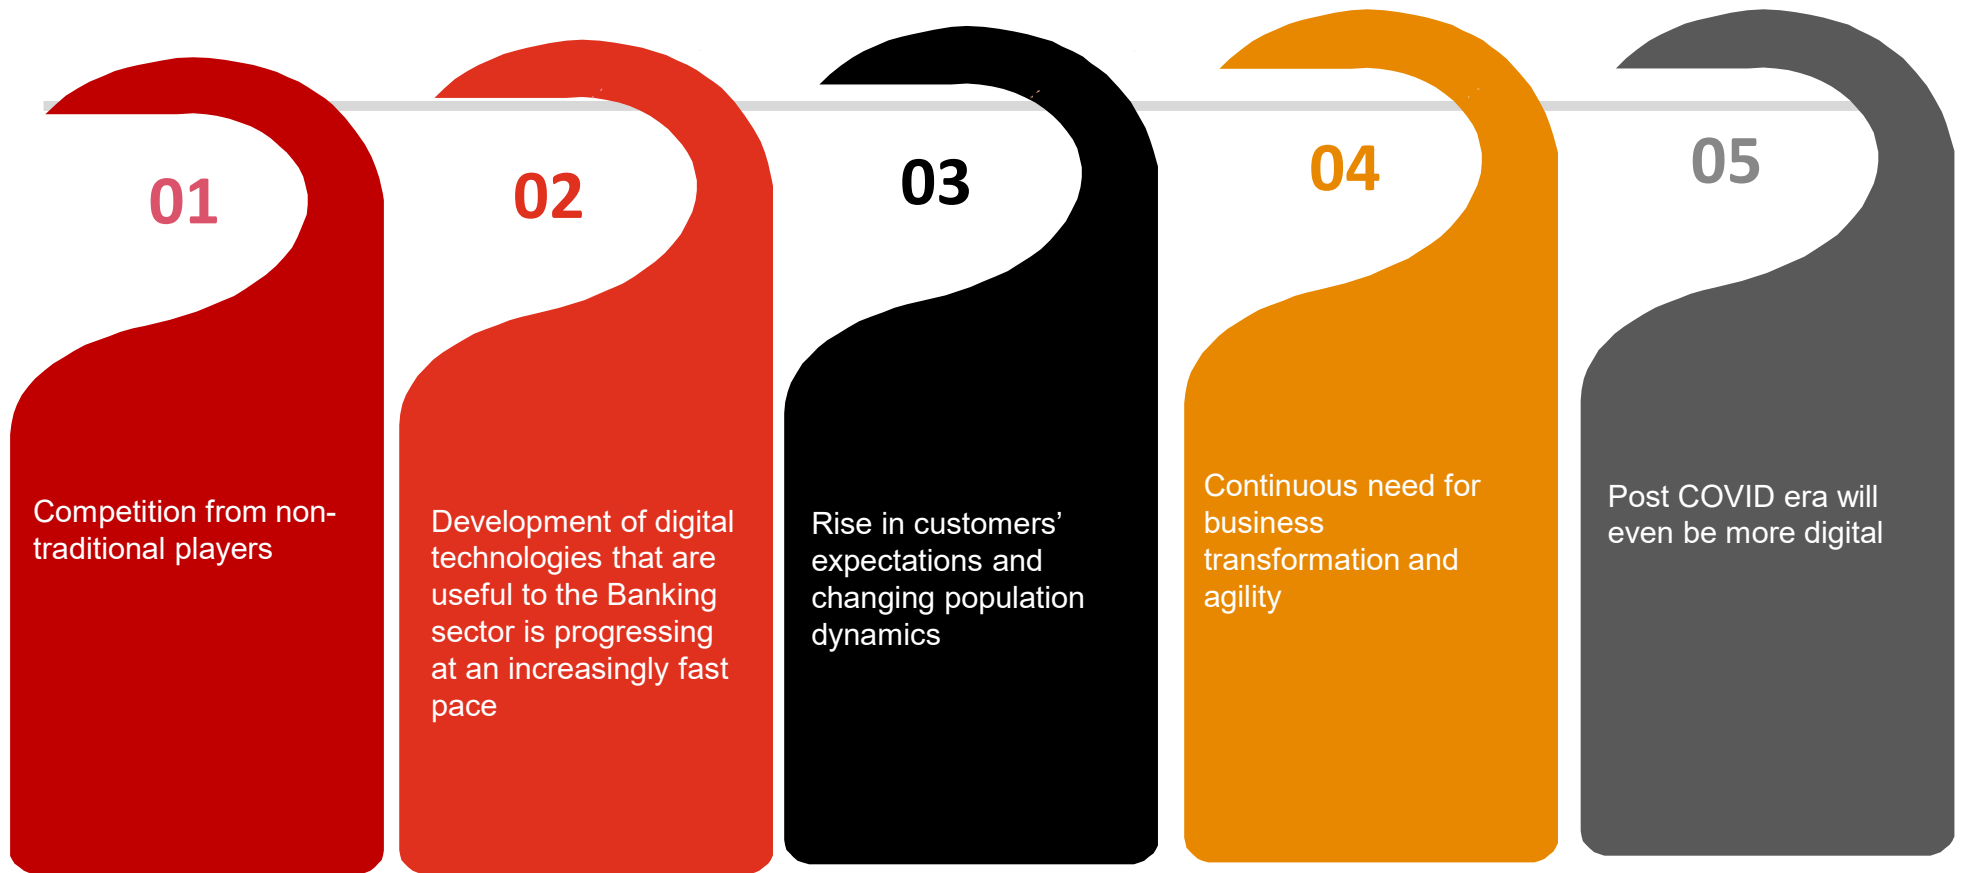 01
Competition from non-
traditional players
02
Development of digital
technologies that are
useful to the Banking
sector is progressing
at an increasingly fast
pace
03
Rise in customers’
expectations and
changing population
dynamics
04
Continuous need for
business
transformation and
agility
05
Post COVID era will
even be more digital